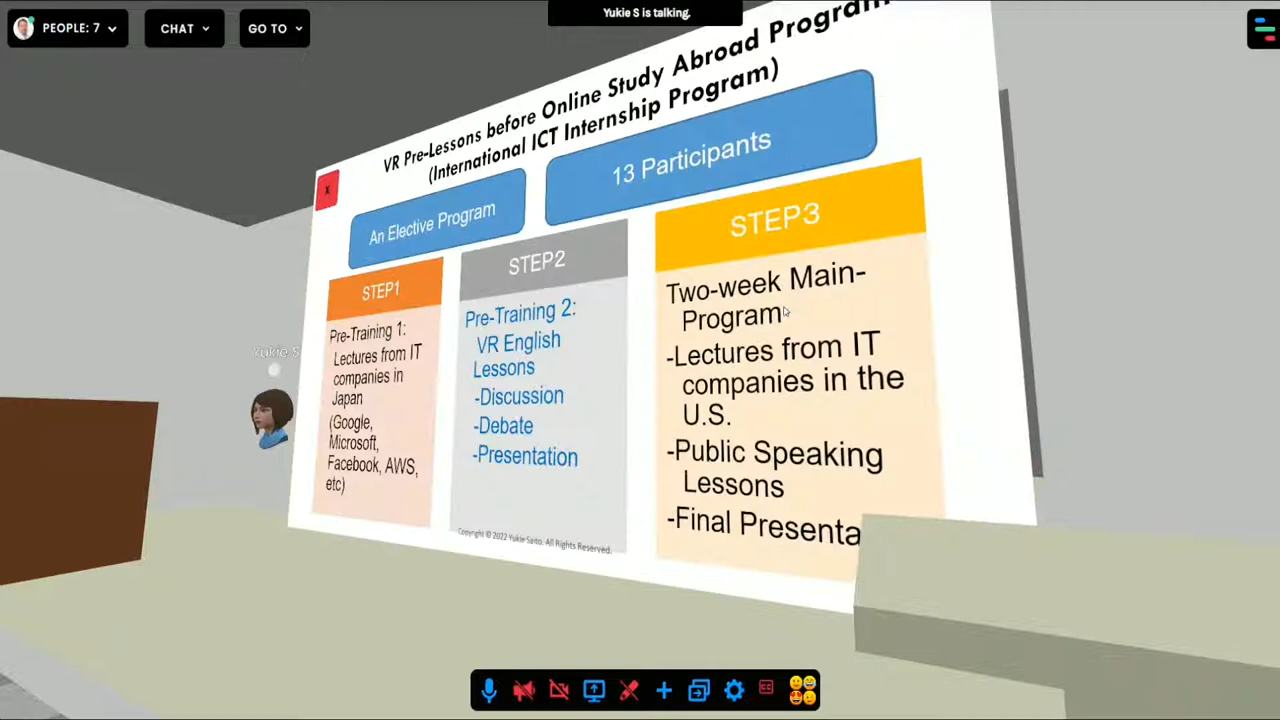 PEOPLE: 7
CHAT
GO TO
Yukie S is talking.
VR Pre-Lessons before Online Study Abroad Program
(International ICT Internship Program)
X
An Elective Program
13 Participants
STEP1
Pre-Training 1:
Lectures from IT
companies in
Japan
(Google,
Microsoft,
Facebook, AWS,
etc)
STEP2
Pre-Training 2:
VR English
Lessons
-Discussion
-Debate
-Presentation
STEP3
Two-week Main-
Program
-Lectures from IT
companies in the
U.S.
-Public Speaking
Lessons
-Final Presenta
Copyright © 2022 Yukie Saito. All Rights Reserved.
Yukie S
CC